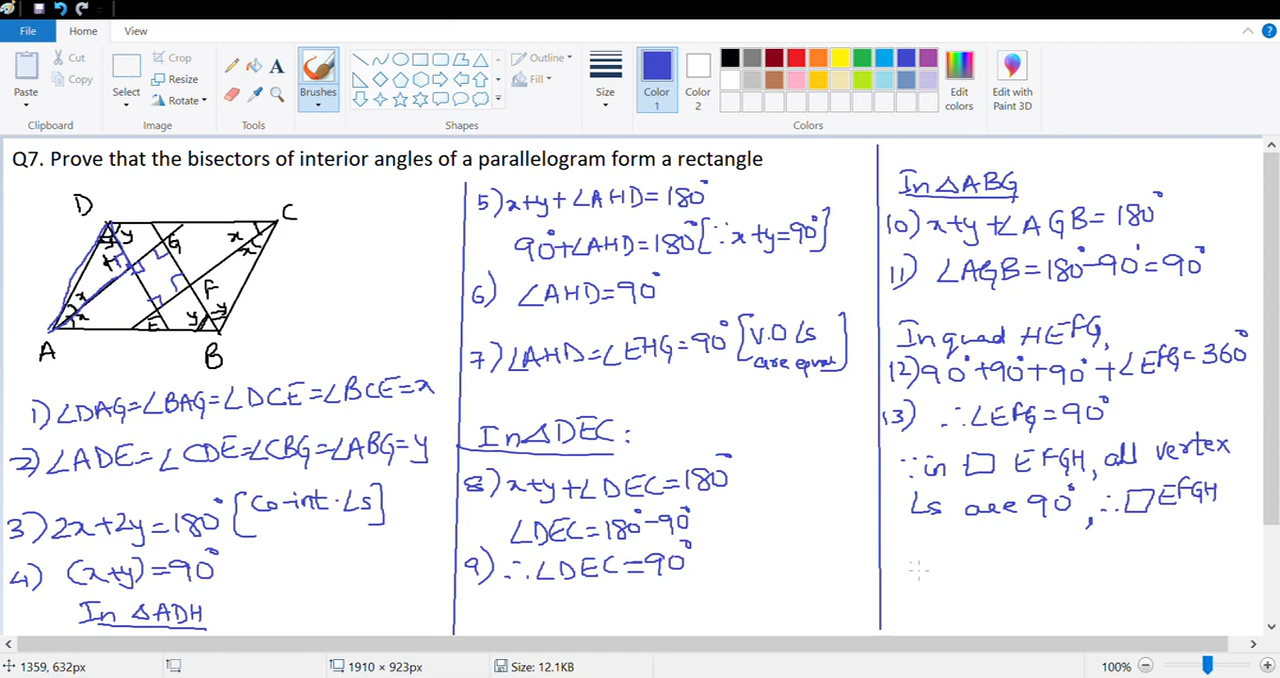 File
Home
View
Paste
Cut
Copy
Clipboard
Select
Crop
Resize
Rotate
Image
A
Tools
Brushes
Outline
Fill
Shapes
Size
Color
1
Color
2
Edit
colors
Edit with
Paint 3D
Colors
Q7. Prove that the bisectors of interior angles of a parallelogram form a rectangle
D
C
y
G
x
x
H
F
x
x
E
y
y
A
B
1) ∠DAG=∠BAG=∠DCE=∠BCE=x
2) ∠ADE=∠CDE=∠CBG=∠ABG=y
3) 2x+2y=180° [Co-int. ∠s]
4) (x+y)=90°
In △ADH
5) x+y+∠AHD=180°
90°+∠AHD=180° [∵x+y=90°]
6) ∠AHD=90°
7) ∠AHD=∠EHG=90° [V.O ∠s
are equal]
In △DEC:
8) x+y+∠DEC=180°
∠DEC=180°-90°
9) ∴∠DEC=90°
In △ABG
10) x+y+∠AGB=180°
11) ∠AGB=180°-90°=90°
In quad HEFG,
12) 90°+90°+90°+∠EFG=360°
13) ∴∠EFG=90°
∵in □ EFGH, all vertex
∠s are 90°, ∴□EFGH
1359, 632px
1910 × 923px
Size: 12.1KB
100%